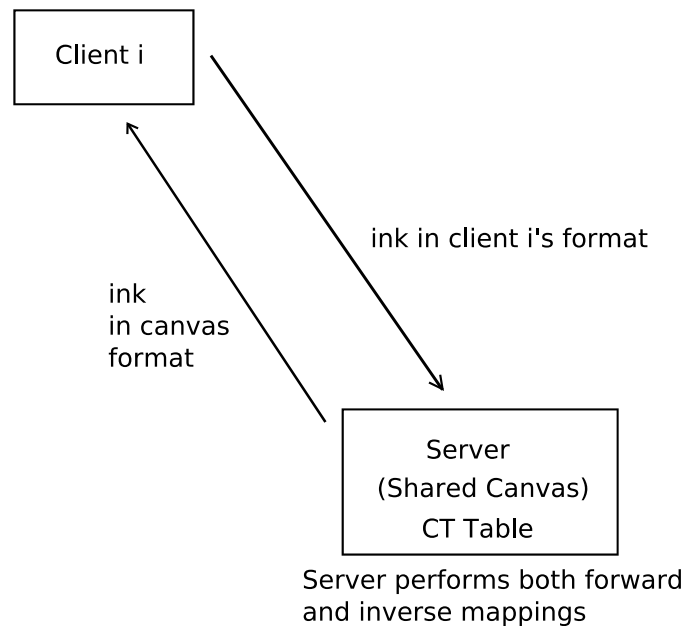 Client i
ink in client i's format
ink
in canvas
format
Server
(Shared Canvas)
CT Table
Server performs both forward
and inverse mappings